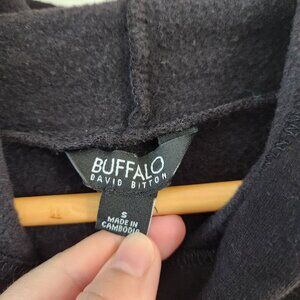 BUFFALO
DAVID BITTON
S
MADE IN
CAMBODIA